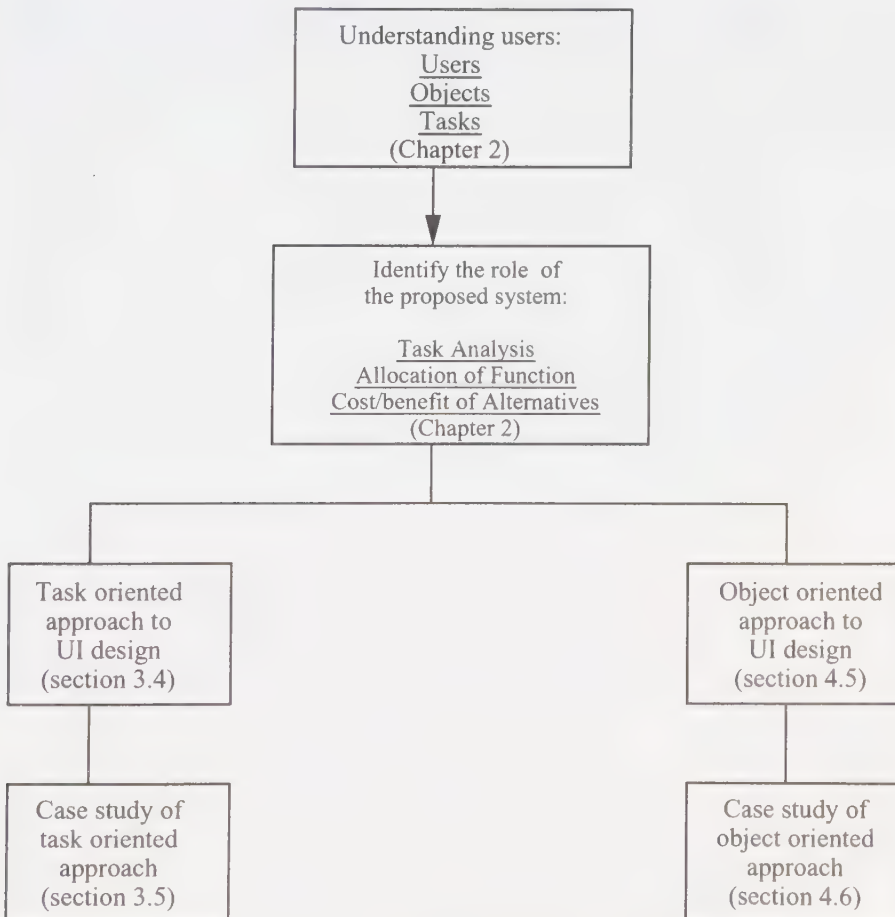 Understanding users:
Users
Objects
Tasks
(Chapter 2)
Identify the role of
the proposed system:
Task Analysis
Allocation of Function
Cost/benefit of Alternatives
(Chapter 2)
Task oriented
approach to
UI design
(section 3.4)
Object oriented
approach to
UI design
(section 4.5)
Case study of
task oriented
approach
(section 3.5)
Case study of
object oriented
approach
(section 4.6)